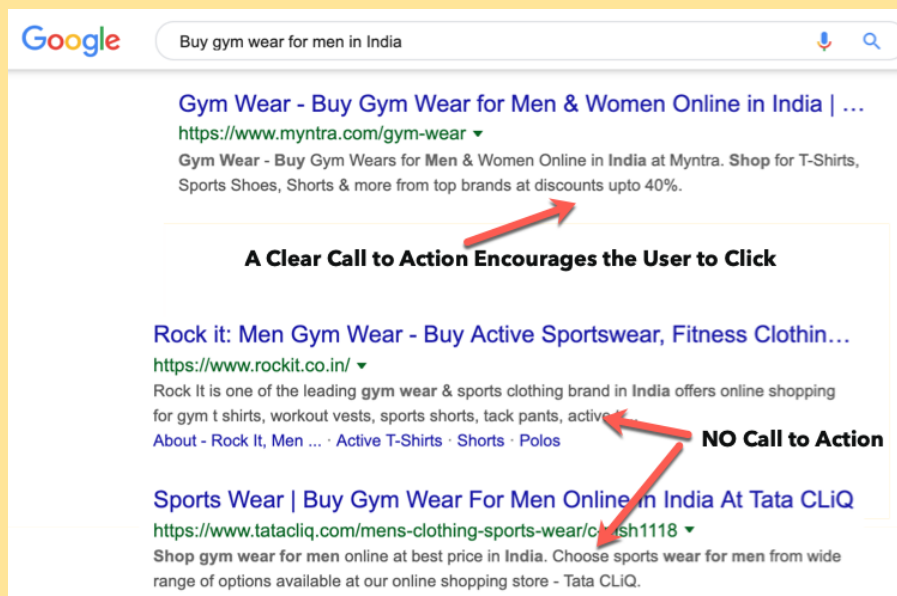 Google
Buy gym wear for men in India
Gym Wear - Buy Gym Wear for Men & Women Online in India | ...
https://www.myntra.com/gym-wear
Gym Wear - Buy Gym Wears for Men & Women Online in India at Myntra. Shop for T-Shirts,
Sports Shoes, Shorts & more from top brands at discounts upto 40%.
A Clear Call to Action Encourages the User to Click
Rock it: Men Gym Wear - Buy Active Sportswear, Fitness Clothin...
https://www.rockit.co.in/
Rock It is one of the leading gym wear & sports clothing brand in India offers online shopping
for gym t shirts, workout vests, sports shorts, tack pants, active
About - Rock It, Men ... · Active T-Shirts · Shorts · Polos
NO Call to Action
Sports Wear | Buy Gym Wear For Men Online in India At Tata CLiQ
https://www.tatacliq.com/mens-clothing-sports-wear/
Shop gym wear for men online at best price in India. Choose sports wear for men from wide
range of options available at our online shopping store - Tata CLiQ.